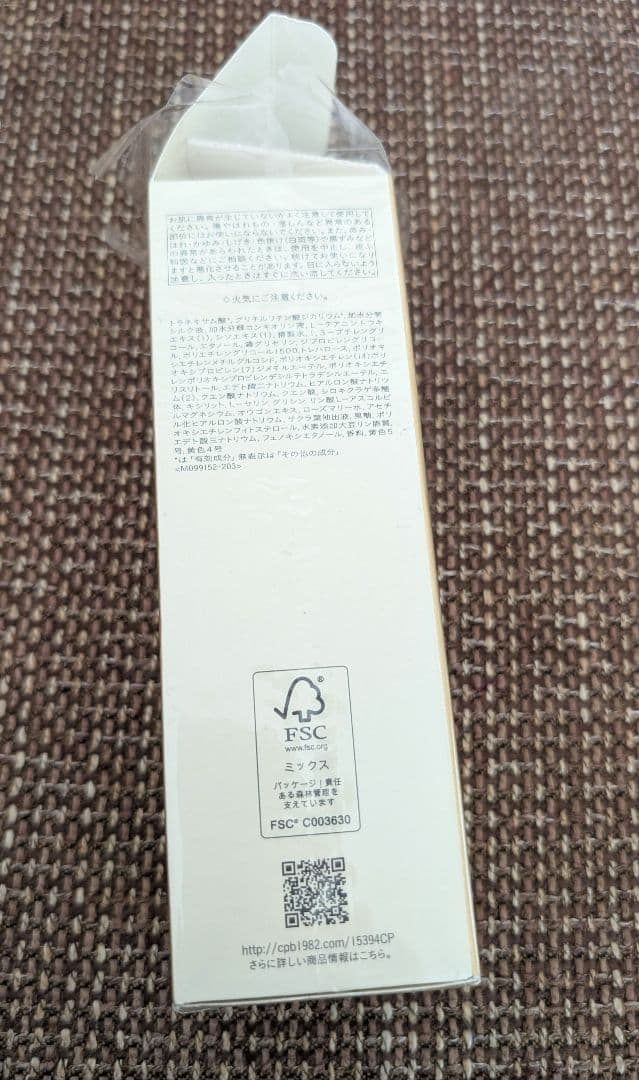 お肌に異常が生じていないかよく注意して使用して
ください。傷やはれもの・湿しんなど異常のある
部位にはお使いにならないでください。また、赤み・
はれ・かゆみ・しげき・色抜け(白斑等)や黒ずみなど
の異常があらわれたときは、使用を中止し、皮ふ
科医などにご相談ください。続けてお使いになり
ますと悪化させることがあります。目に入らないよう
注意し、入ったときはすぐに洗い流してください。
◇火気にご注意ください。
トラネキサム酸*, グリチルリチン酸ジカリウム*, 加水分解
シルク液, 加水分解コンキオリン液, L-テアニン, トウキ
エキス(1), シソエキス(1), 精製水, 1,3-ブチレングリ
コール, エタノール, 濃グリセリン, ジプロピレングリコー
ル, ポリエチレングリコール1500, トレハロース, ポリオキ
シエチレンメチルグルコシド, ポリオキシエチレン(14)ポリ
オキシプロピレン(7)ジメチルエーテル, ポリオキシエチ
レンポリオキシプロピレンデシルテトラデシルエーテル, エ
リスリトール, エデト酸二ナトリウム, ヒアルロン酸ナトリウ
ム(2), クエン酸ナトリウム, クエン酸, シロキクラゲ多糖
体, キシリット, L-セリン, グリシン, リン酸L-アスコルビ
ルマグネシウム, オウゴンエキス, ローズマリー水, アセチ
ル化ヒアルロン酸ナトリウム, サクラ葉抽出液, 果糖, ポリ
オキシエチレンフィトステロール, 水素添加大豆リン脂質,
エデト酸三ナトリウム, フェノキシエタノール, 香料, 黄色5
号, 黄色4号
*は「有効成分」無表示は「その他の成分」
<M099152-203>
FSC®
www.fsc.org
ミックス
パッケージ|責任
ある森林管理を
支えています
FSC® C003630
http://cpb1982.com/15394CP
さらに詳しい商品情報はこちら。